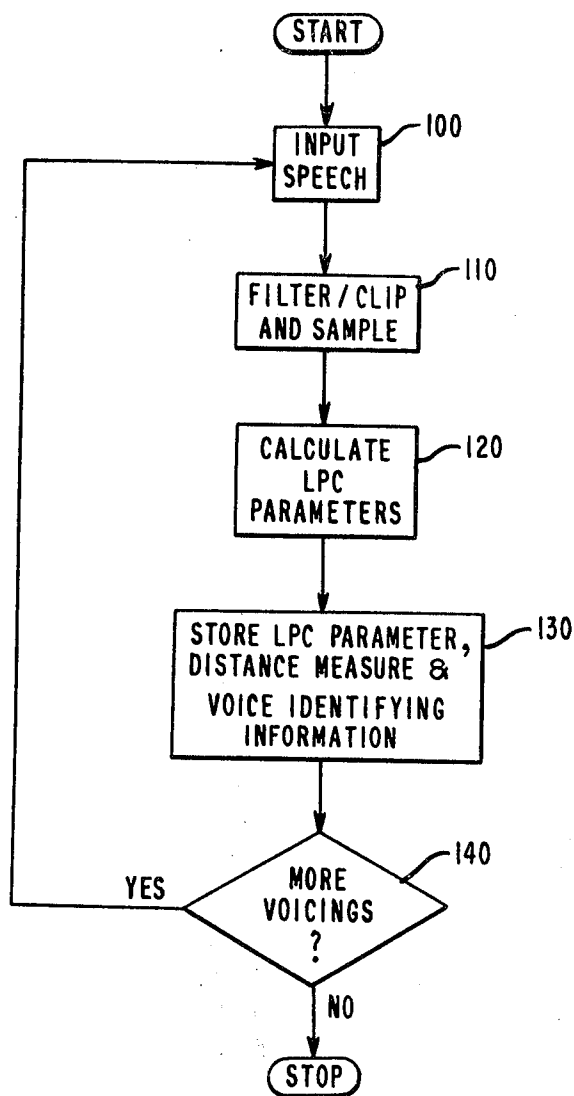 START
100
INPUT
SPEECH
110
FILTER/CLIP
AND SAMPLE
120
CALCULATE
LPC
PARAMETERS
130
STORE LPC PARAMETER,
DISTANCE MEASURE &
VOICE IDENTIFYING
INFORMATION
140
YES
MORE
VOICINGS
?
NO
STOP